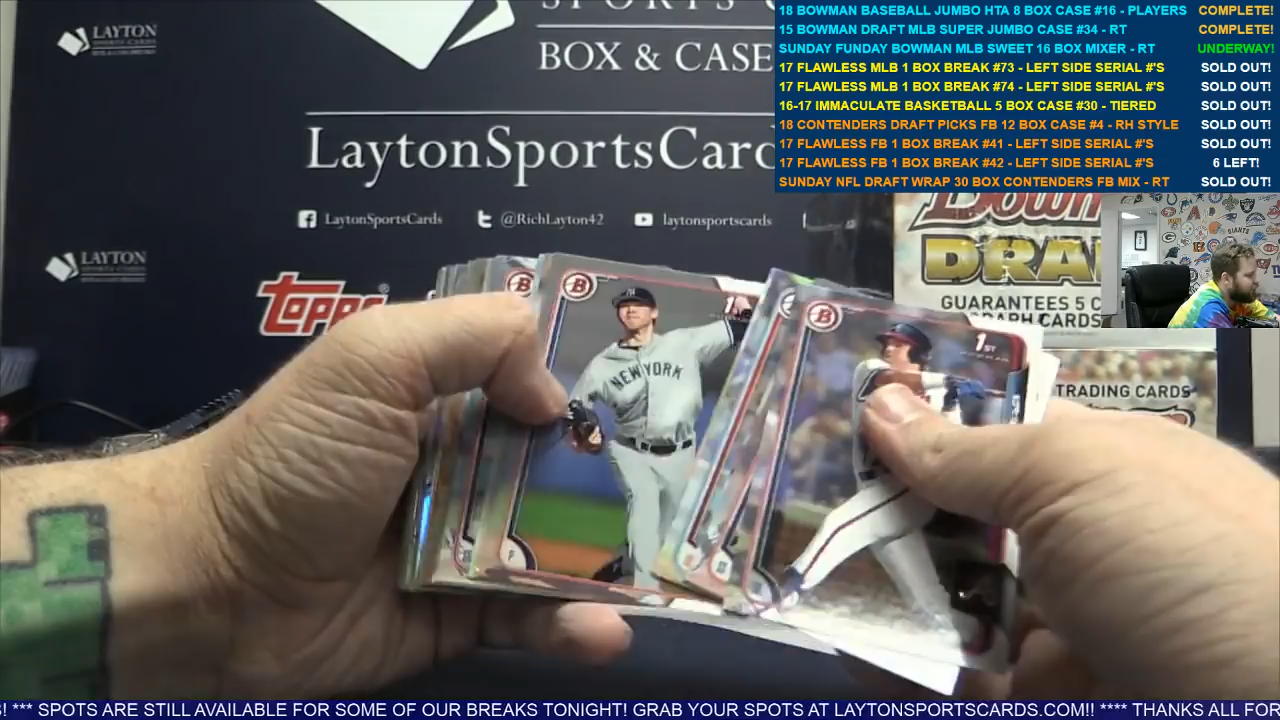 SPORTS C
BOX & CASE
LaytonSportsCard
LaytonSportsCards
@RichLayton42
laytonsportscards
LAYTON
LAYTON
Topps
18 BOWMAN BASEBALL JUMBO HTA 8 BOX CASE #16 - PLAYERS COMPLETE!
15 BOWMAN DRAFT MLB SUPER JUMBO CASE #34 - RT COMPLETE!
SUNDAY FUNDAY BOWMAN MLB SWEET 16 BOX MIXER - RT UNDERWAY!
17 FLAWLESS MLB 1 BOX BREAK #73 - LEFT SIDE SERIAL #'S SOLD OUT!
17 FLAWLESS MLB 1 BOX BREAK #74 - LEFT SIDE SERIAL #'S SOLD OUT!
16-17 IMMACULATE BASKETBALL 5 BOX CASE #30 - TIERED SOLD OUT!
18 CONTENDERS DRAFT PICKS FB 12 BOX CASE #4 - RH STYLE SOLD OUT!
17 FLAWLESS FB 1 BOX BREAK #41 - LEFT SIDE SERIAL #'S SOLD OUT!
17 FLAWLESS FB 1 BOX BREAK #42 - LEFT SIDE SERIAL #'S 6 LEFT!
SUNDAY NFL DRAFT WRAP 30 BOX CONTENDERS FB MIX - RT SOLD OUT!
Bowm
DRA
GUARANTEES 5 C
GRAPH CARDS
TRADING CARDS
B
B
B
NEW YORK
P
1ST
S! *** SPOTS ARE STILL AVAILABLE FOR SOME OF OUR BREAKS TONIGHT! GRAB YOUR SPOTS AT LAYTONSPORTSCARDS.COM!! **** THANKS ALL FOR